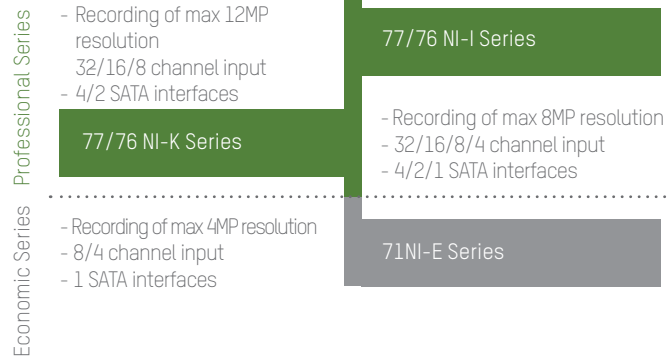 Professional Series
- Recording of max 12MP
resolution
32/16/8 channel input
- 4/2 SATA interfaces
77/76 NI-I Series
77/76 NI-K Series
- Recording of max 8MP resolution
- 32/16/8/4 channel input
- 4/2/1 SATA interfaces
Economic Series
- Recording of max 4MP resolution
- 8/4 channel input
- 1 SATA interfaces
71NI-E Series